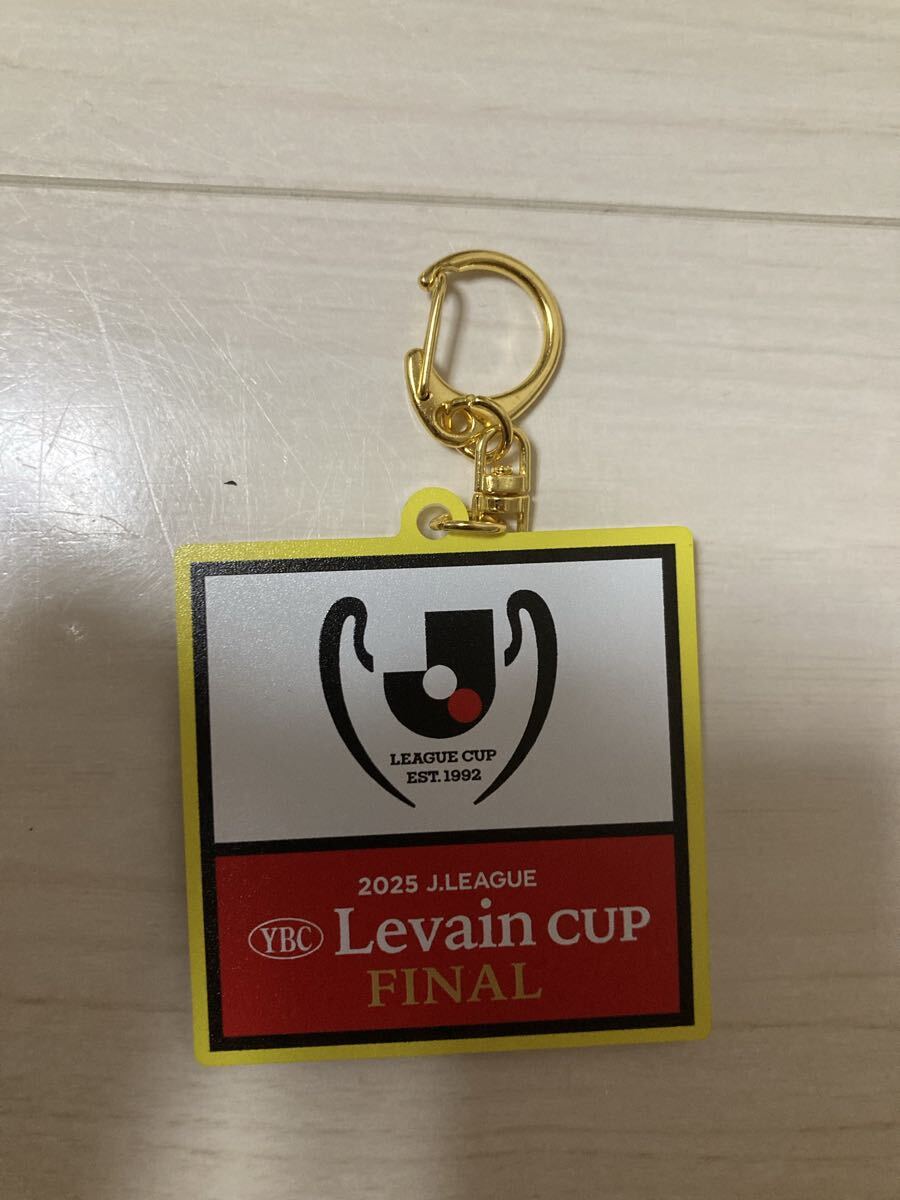 LEAGUE CUP
EST. 1992
2025 J.LEAGUE
YBC Levain CUP
FINAL